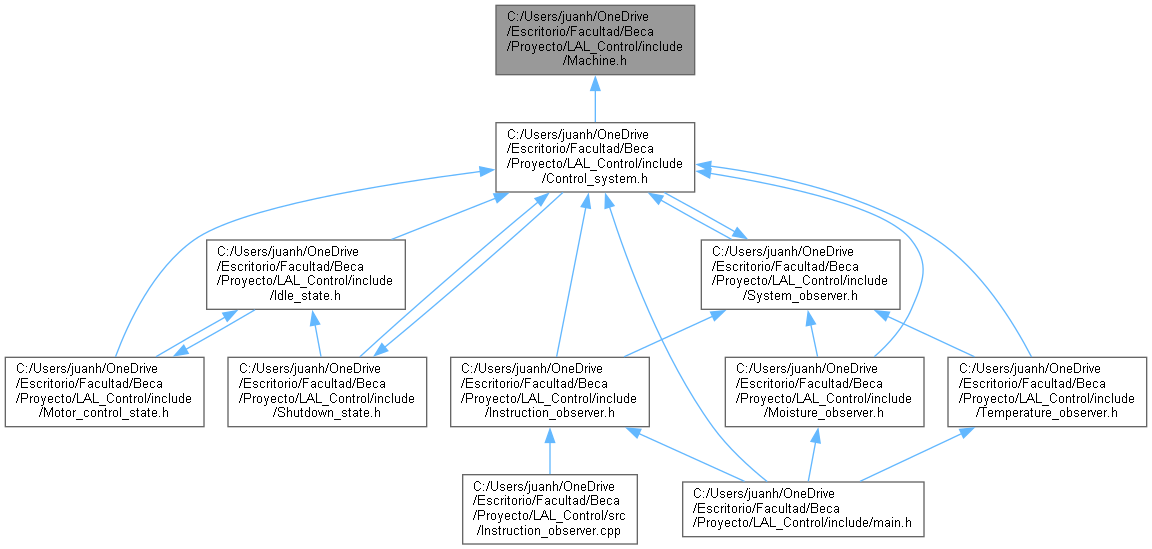 C:/Users/juanh/OneDrive
/Escritorio/Facultad/Beca
/Proyecto/LAL_Control/include
/Machine.h
C:/Users/juanh/OneDrive
/Escritorio/Facultad/Beca
/Proyecto/LAL_Control/include
/Control_system.h
C:/Users/juanh/OneDrive
/Escritorio/Facultad/Beca
/Proyecto/LAL_Control/include
/Idle_state.h
C:/Users/juanh/OneDrive
/Escritorio/Facultad/Beca
/Proyecto/LAL_Control/include
/System_observer.h
C:/Users/juanh/OneDrive
/Escritorio/Facultad/Beca
/Proyecto/LAL_Control/include
/Motor_control_state.h
C:/Users/juanh/OneDrive
/Escritorio/Facultad/Beca
/Proyecto/LAL_Control/include
/Shutdown_state.h
C:/Users/juanh/OneDrive
/Escritorio/Facultad/Beca
/Proyecto/LAL_Control/include
/Instruction_observer.h
C:/Users/juanh/OneDrive
/Escritorio/Facultad/Beca
/Proyecto/LAL_Control/include
/Moisture_observer.h
C:/Users/juanh/OneDrive
/Escritorio/Facultad/Beca
/Proyecto/LAL_Control/include
/Temperature_observer.h
C:/Users/juanh/OneDrive
/Escritorio/Facultad/Beca
/Proyecto/LAL_Control/src
/Instruction_observer.cpp
C:/Users/juanh/OneDrive
/Escritorio/Facultad/Beca
/Proyecto/LAL_Control/include/main.h